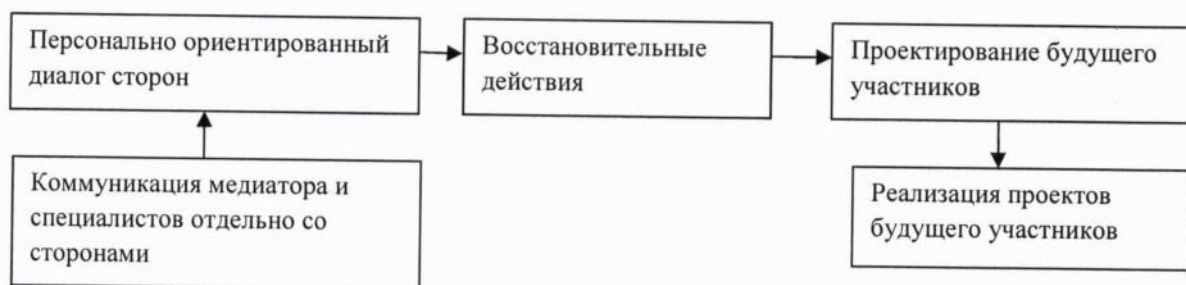 Персонально ориентированный
диалог сторон
Восстановительные
действия
Проектирование будущего
участников
Коммуникация медиатора и
специалистов отдельно со
сторонами
Реализация проектов
будущего участников